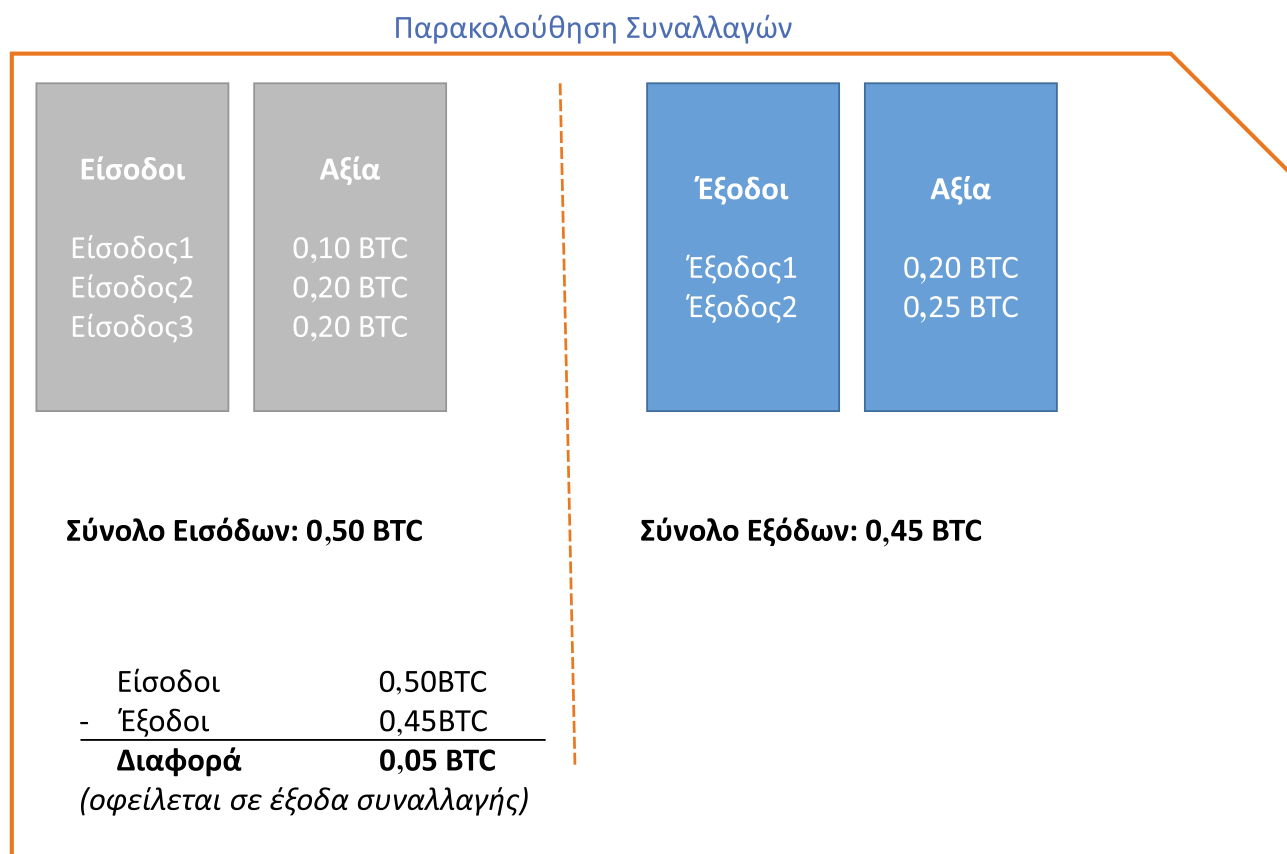 Παρακολούθηση Συναλλαγών
Είσοδοι Αξία
Είσοδος1 0,10 BTC
Είσοδος2 0,20 BTC
Είσοδος3 0,20 BTC
Έξοδοι Αξία
Έξοδος1 0,20 BTC
Έξοδος2 0,25 BTC
Σύνολο Εισόδων: 0,50 BTC
Σύνολο Εξόδων: 0,45 BTC
Είσοδοι 0,50BTC
- Έξοδοι 0,45BTC
Διαφορά 0,05 BTC
(οφείλεται σε έξοδα συναλλαγής)